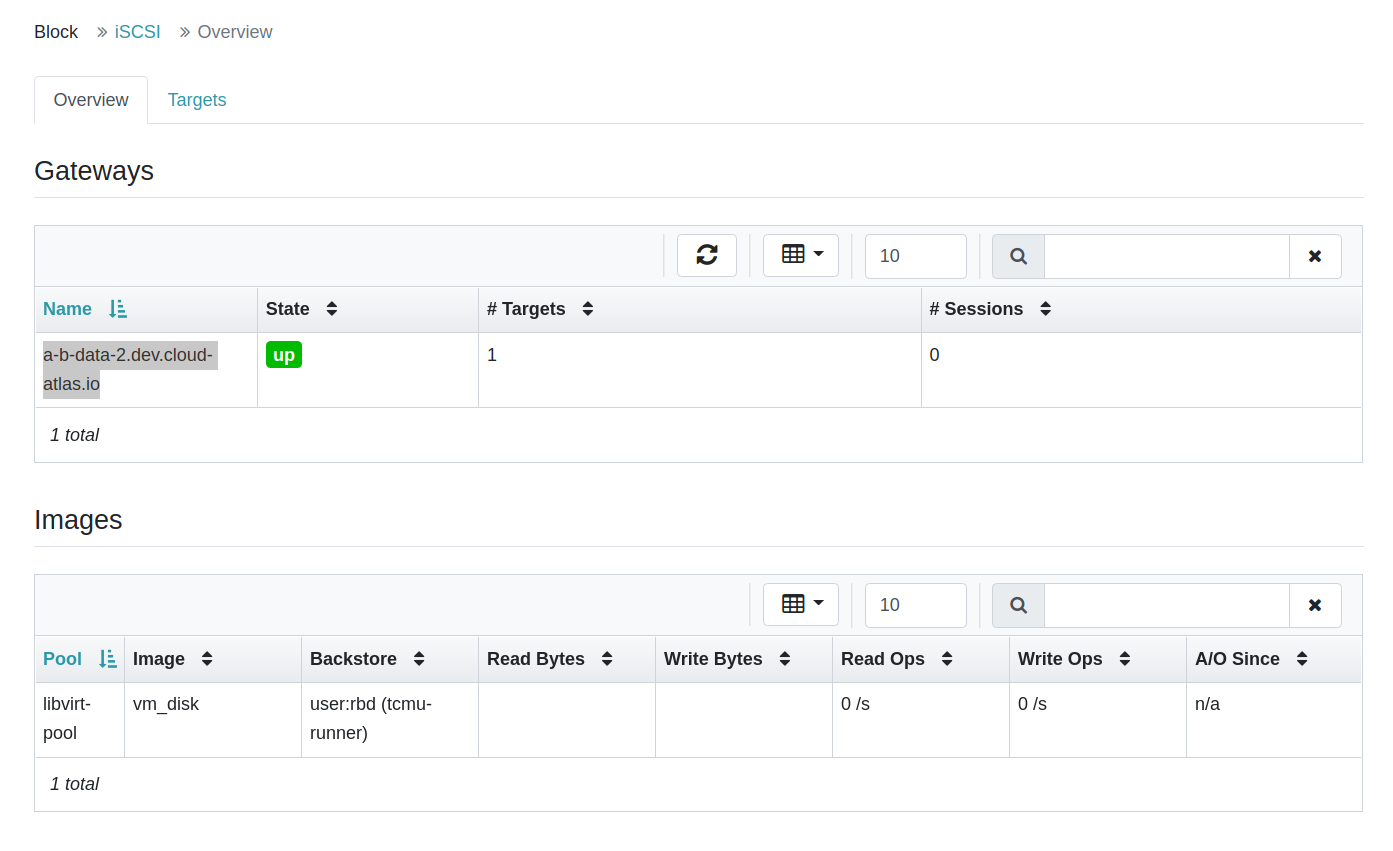 Block » iSCSI » Overview
Overview Targets
Gateways
10
Name State # Targets # Sessions
a-b-data-2.dev.cloud- up 1 0
atlas.io
1 total
Images
10
Pool Image Backstore Read Bytes Write Bytes Read Ops Write Ops A/O Since
libvirt- vm_disk user:rbd (tcmu- 0 /s 0 /s n/a
pool runner)
1 total